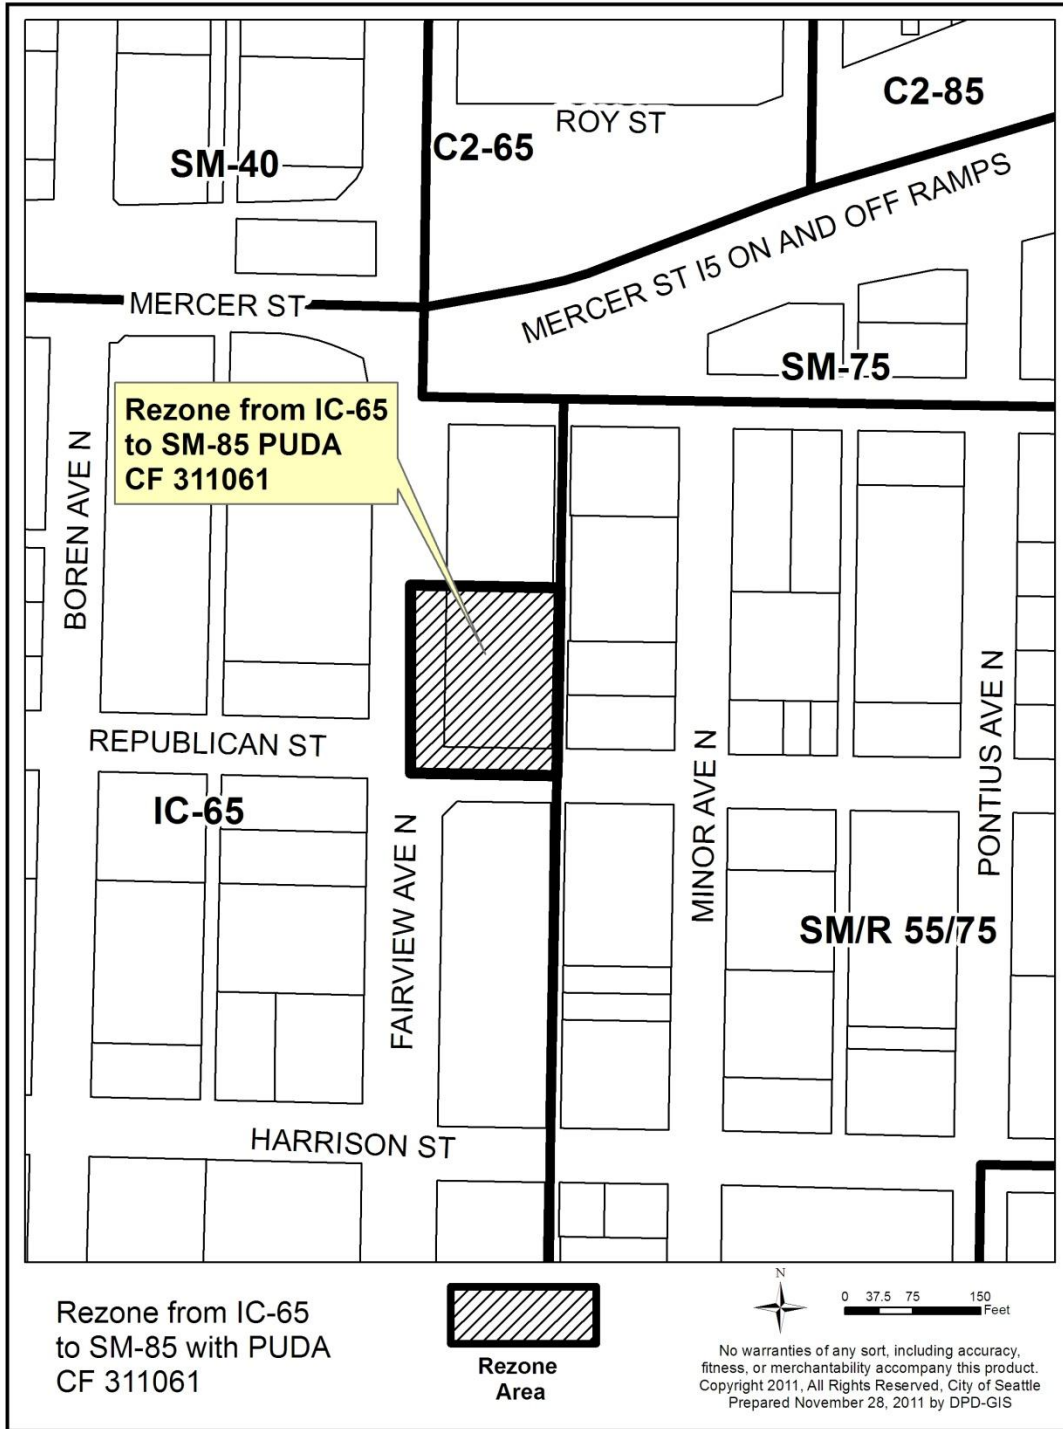 C2-85
ROY ST
C2-65
SM-40
MERCER ST I5 ON AND OFF RAMPS
MERCER ST
SM-75
Rezone from IC-65
to SM-85 PUDA
CF 311061
BOREN AVE N
REPUBLICAN ST
IC-65
FAIRVIEW AVE N
MINOR AVE N
PONTIUS AVE N
SM/R 55/75
HARRISON ST
Rezone from IC-65
to SM-85 with PUDA
CF 311061
Rezone
Area
N
0 37.5 75 150
Feet
No warranties of any sort, including accuracy,
fitness, or merchantability accompany this product.
Copyright 2011, All Rights Reserved, City of Seattle
Prepared November 28, 2011 by DPD-GIS